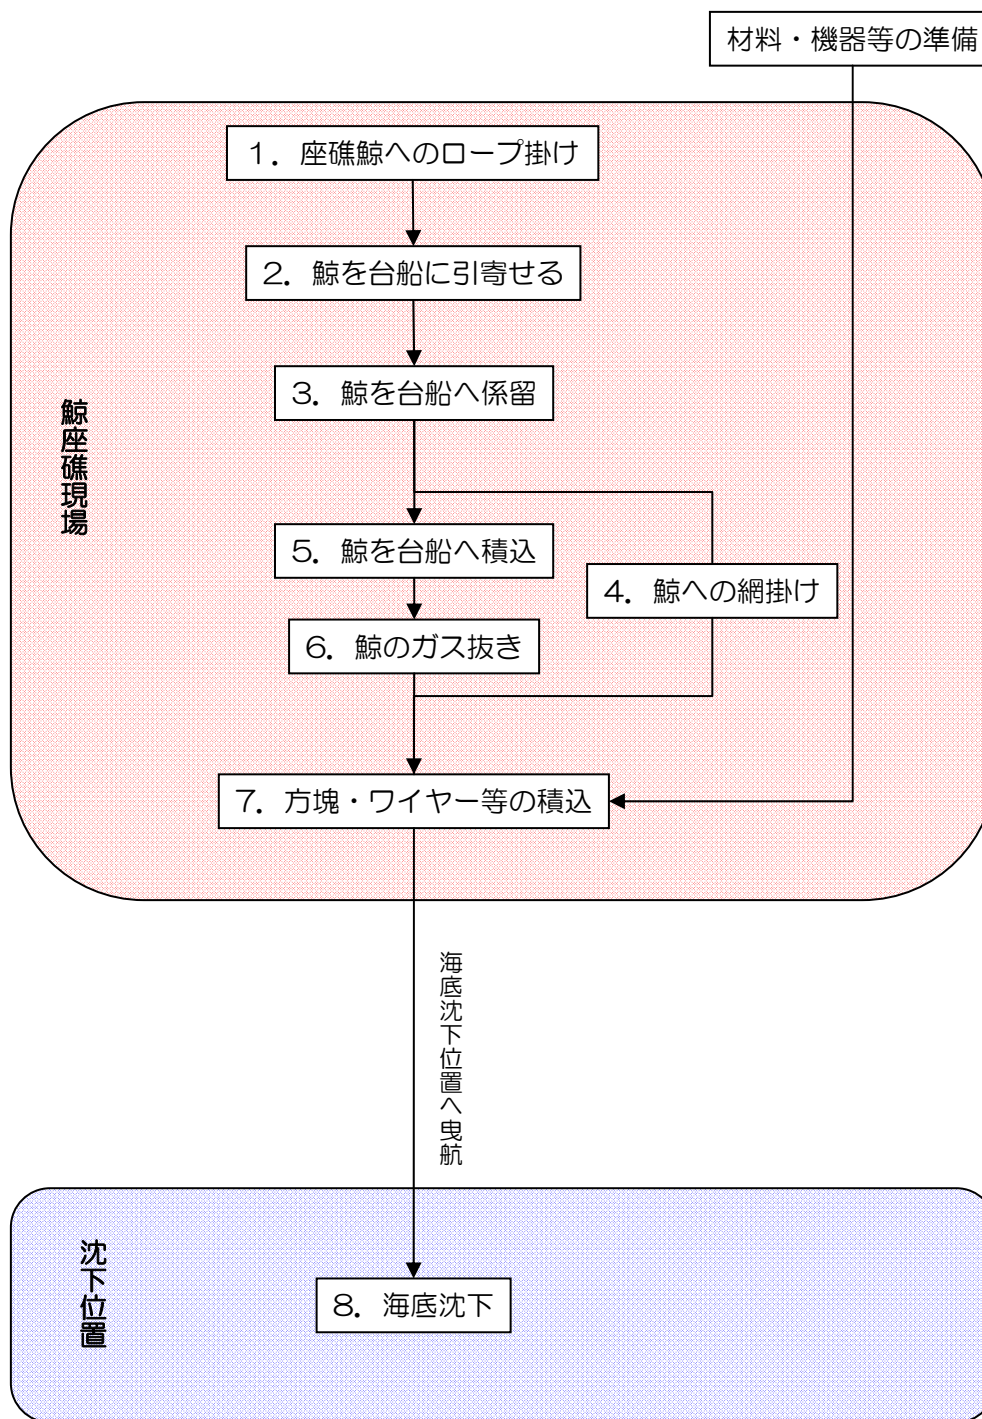 材料・機器等の準備
1．座礁鯨へのロープ掛け
2．鯨を台船に引寄せる
3．鯨を台船へ係留
鯨座礁現場
5．鯨を台船へ積込
4．鯨への網掛け
6．鯨のガス抜き
7．方塊・ワイヤー等の積込
海底沈下位置へ曳航
沈下位置
8．海底沈下